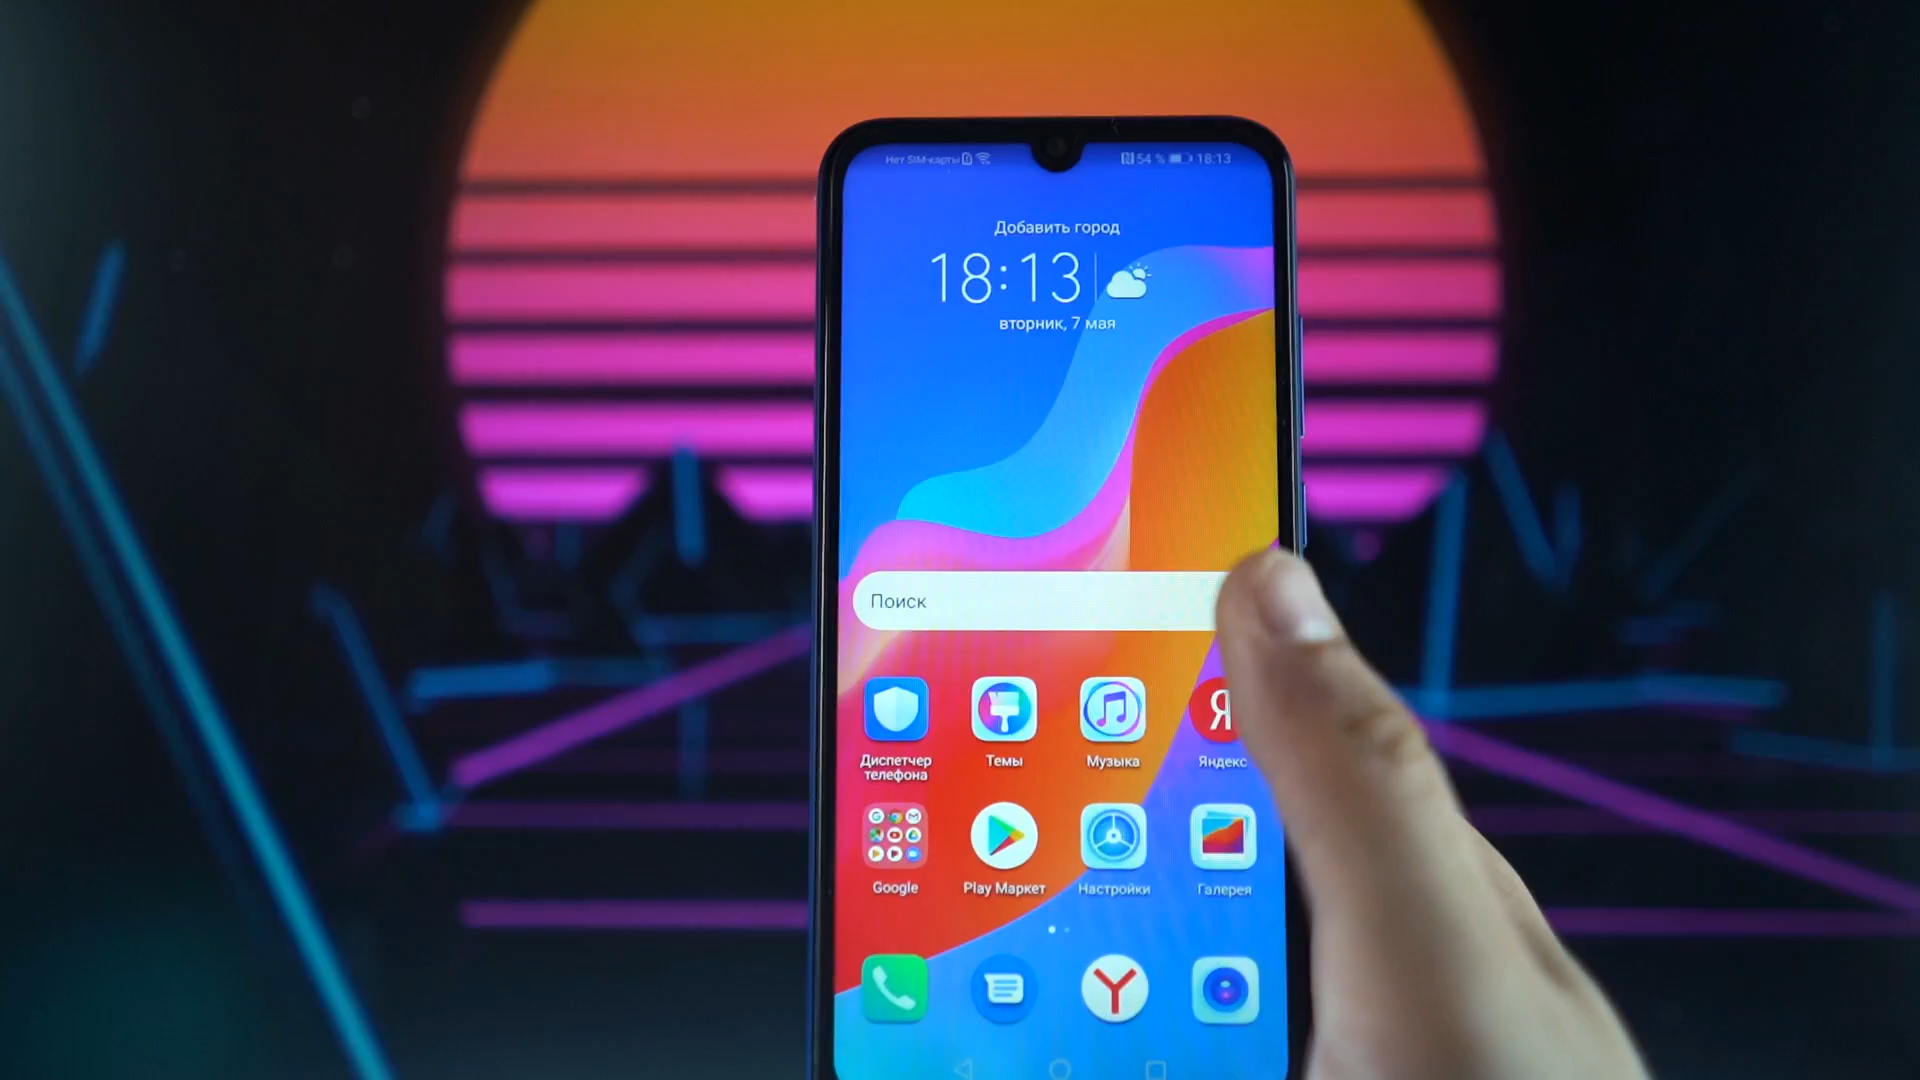 Нет SIM-карты
54 % 18:13
Добавить город
18:13
вторник, 7 мая
Поиск
Я
Диспетчер
телефона
Темы
Музыка
Яндекс
Google
Play Маркет
Настройки
Галерея